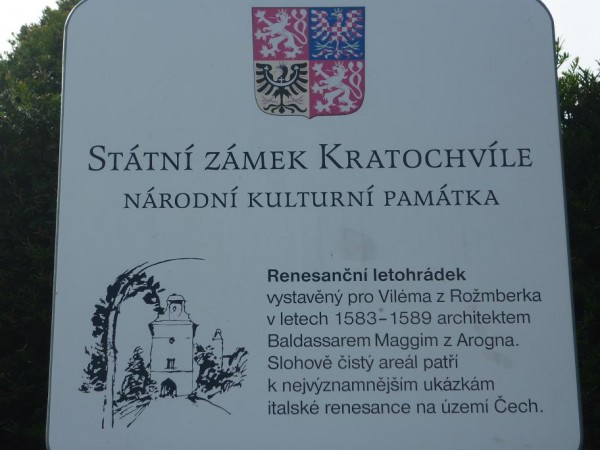 STÁTNÍ ZÁMEK KRATOCHVÍLE
NÁRODNÍ KULTURNÍ PAMÁTKA
Renesanční letohrádek
vystavěný pro Viléma z Rožmberka
v letech 1583–1589 architektem
Baldassarem Maggim z Arogna.
Slohově čistý areál patří
k nejvýznamnějším ukázkám
italské renesance na území Čech.